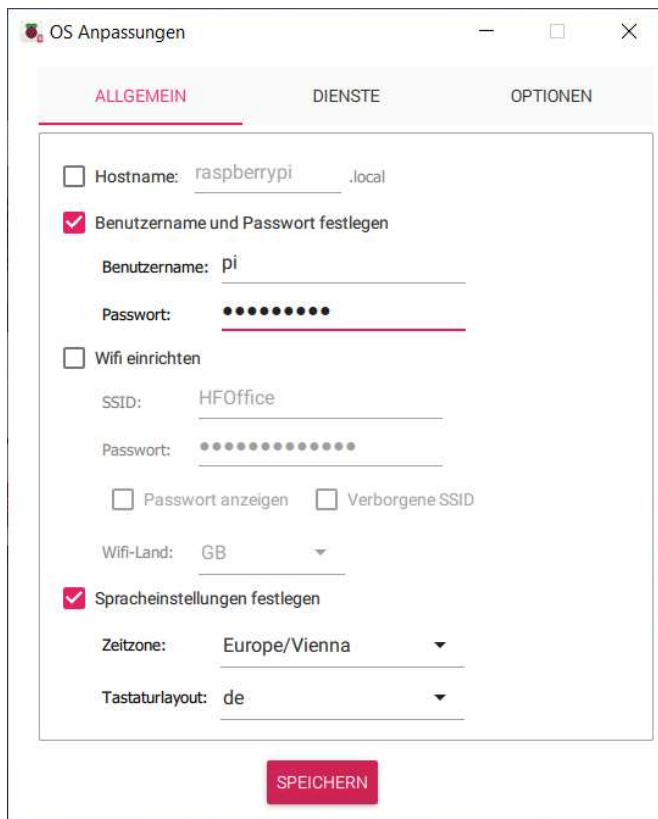 OS Anpassungen
ALLGEMEIN DIENSTE OPTIONEN
Hostname: raspberrypi .local
Benutzername und Passwort festlegen
Benutzername: pi
Passwort: •••••••••
Wifi einrichten
SSID: HFOffice
Passwort: •••••••••••••
Passwort anzeigen Verborgene SSID
Wifi-Land: GB
Spracheinstellungen festlegen
Zeitzone: Europe/Vienna
Tastaturlayout: de
SPEICHERN